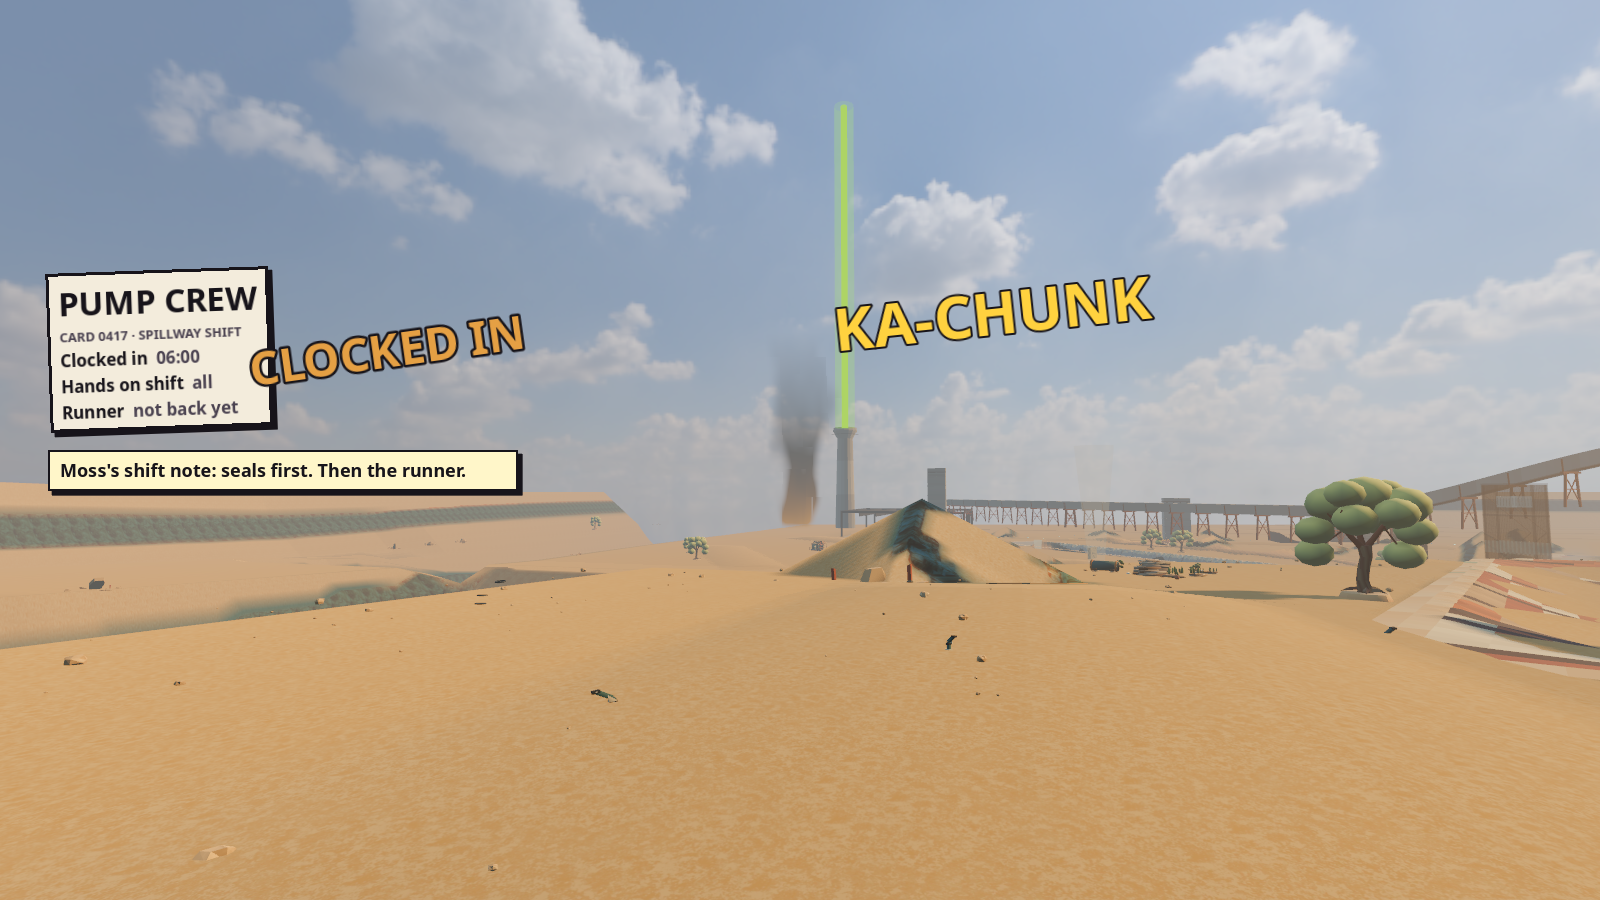 PUMP CREW
CARD 0417 · SPILLWAY SHIFT
Clocked in 06:00
Hands on shift all
Runner not back yet
CLOCKED IN
KA-CHUNK
Moss's shift note: seals first. Then the runner.